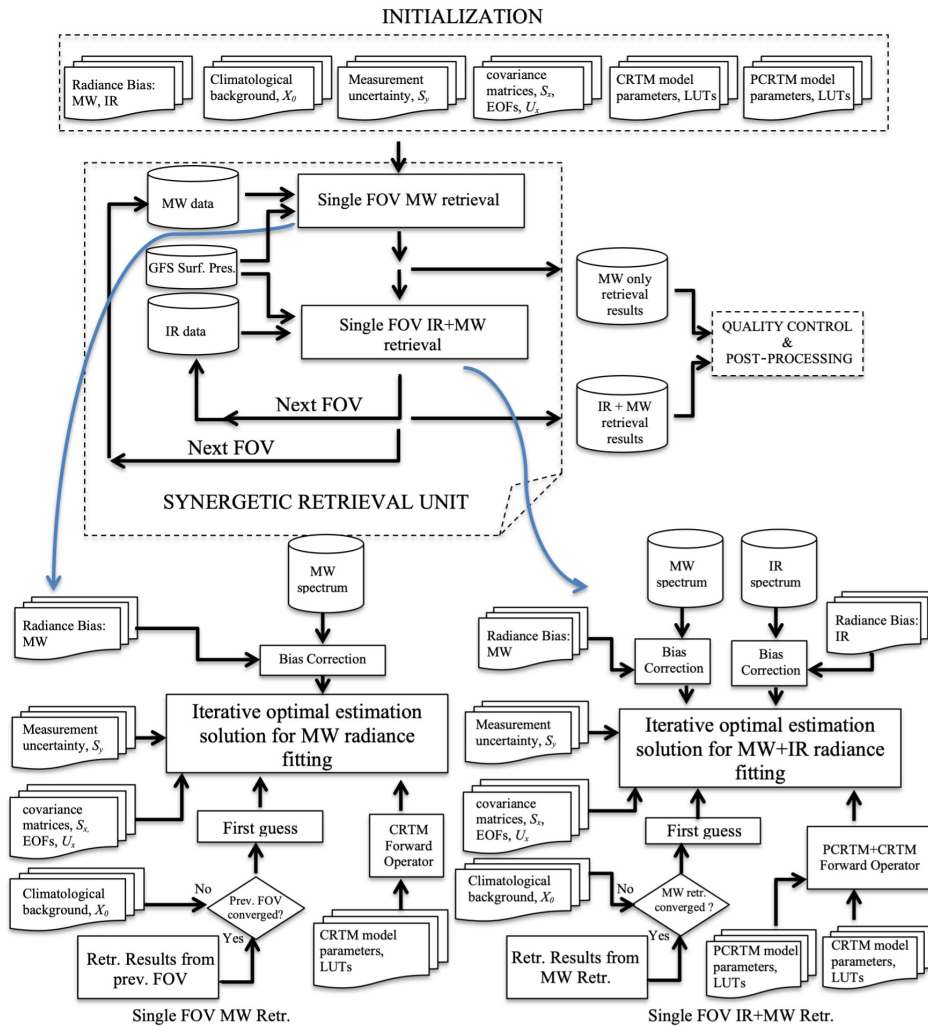 INITIALIZATION
Radiance Bias:
MW, IR
Climatological
background, X0
Measurement
uncertainty, Sy
covariance
matrices, Sx,
EOFs, Ux
CRTM model
parameters, LUTs
PCRTM model
parameters, LUTs
MW data
Single FOV MW retrieval
GFS Surf. Pres.
IR data
Single FOV IR+MW
retrieval
MW only
retrieval
results
QUALITY CONTROL
&
POST-PROCESSING
IR + MW
retrieval
results
Next FOV
Next FOV
SYNERGETIC RETRIEVAL UNIT
MW
spectrum
Radiance Bias:
MW
Bias Correction
Iterative optimal estimation
solution for MW radiance
fitting
Measurement
uncertainty, Sy
covariance
matrices, Sx,
EOFs, Ux
First guess
CRTM
Forward
Operator
Climatological
background, X0
No
Prev. FOV
converged?
Yes
Retr. Results from
prev. FOV
CRTM model
parameters,
LUTs
Single FOV MW Retr.
MW
spectrum
IR
spectrum
Radiance Bias:
MW
Bias
Correction
Bias
Correction
Radiance Bias:
IR
Iterative optimal estimation
solution for MW+IR radiance
fitting
Measurement
uncertainty, Sy
covariance
matrices, Sx,
EOFs, Ux
First guess
PCRTM+CRTM
Forward Operator
Climatological
background, X0
No
MW retr.
converged ?
Yes
Retr. Results from
MW Retr.
PCRTM model
parameters,
LUTs
CRTM model
parameters,
LUTs
Single FOV IR+MW Retr.